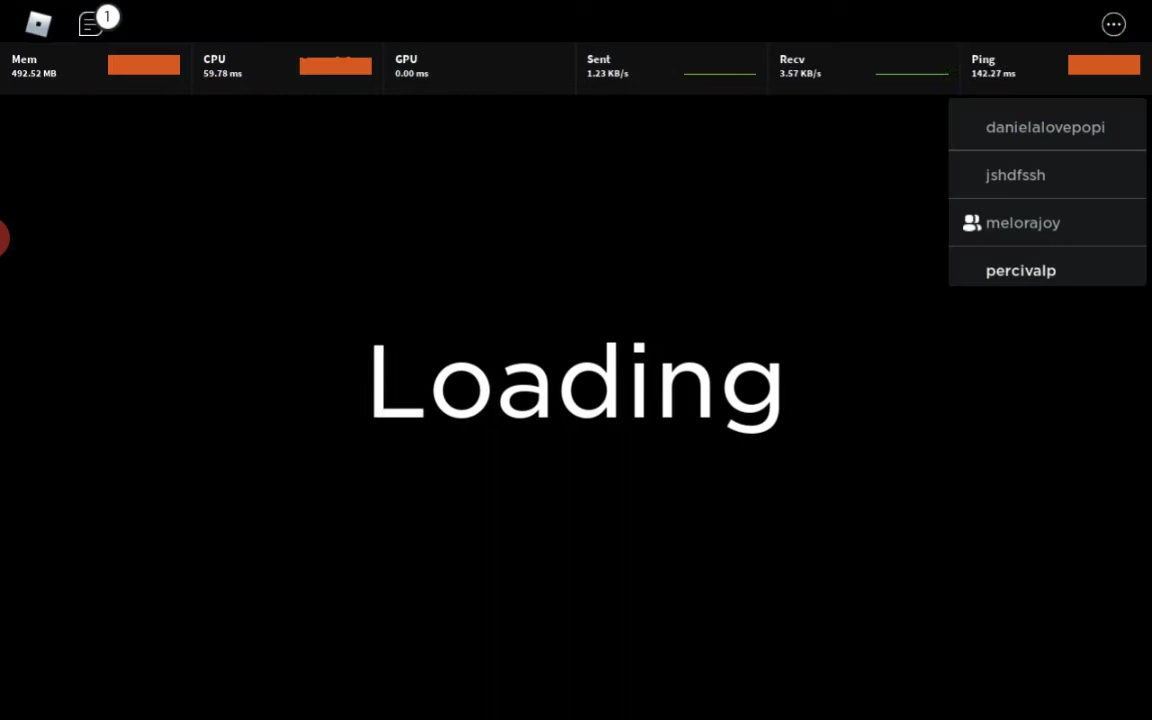 1
Mem
492.52 MB
CPU
59.78 ms
GPU
0.00 ms
Sent
1.23 KB/s
Recv
3.57 KB/s
Ping
142.27 ms
danielalovepopi
jshdfssh
melorajoy
percivalp
Loading